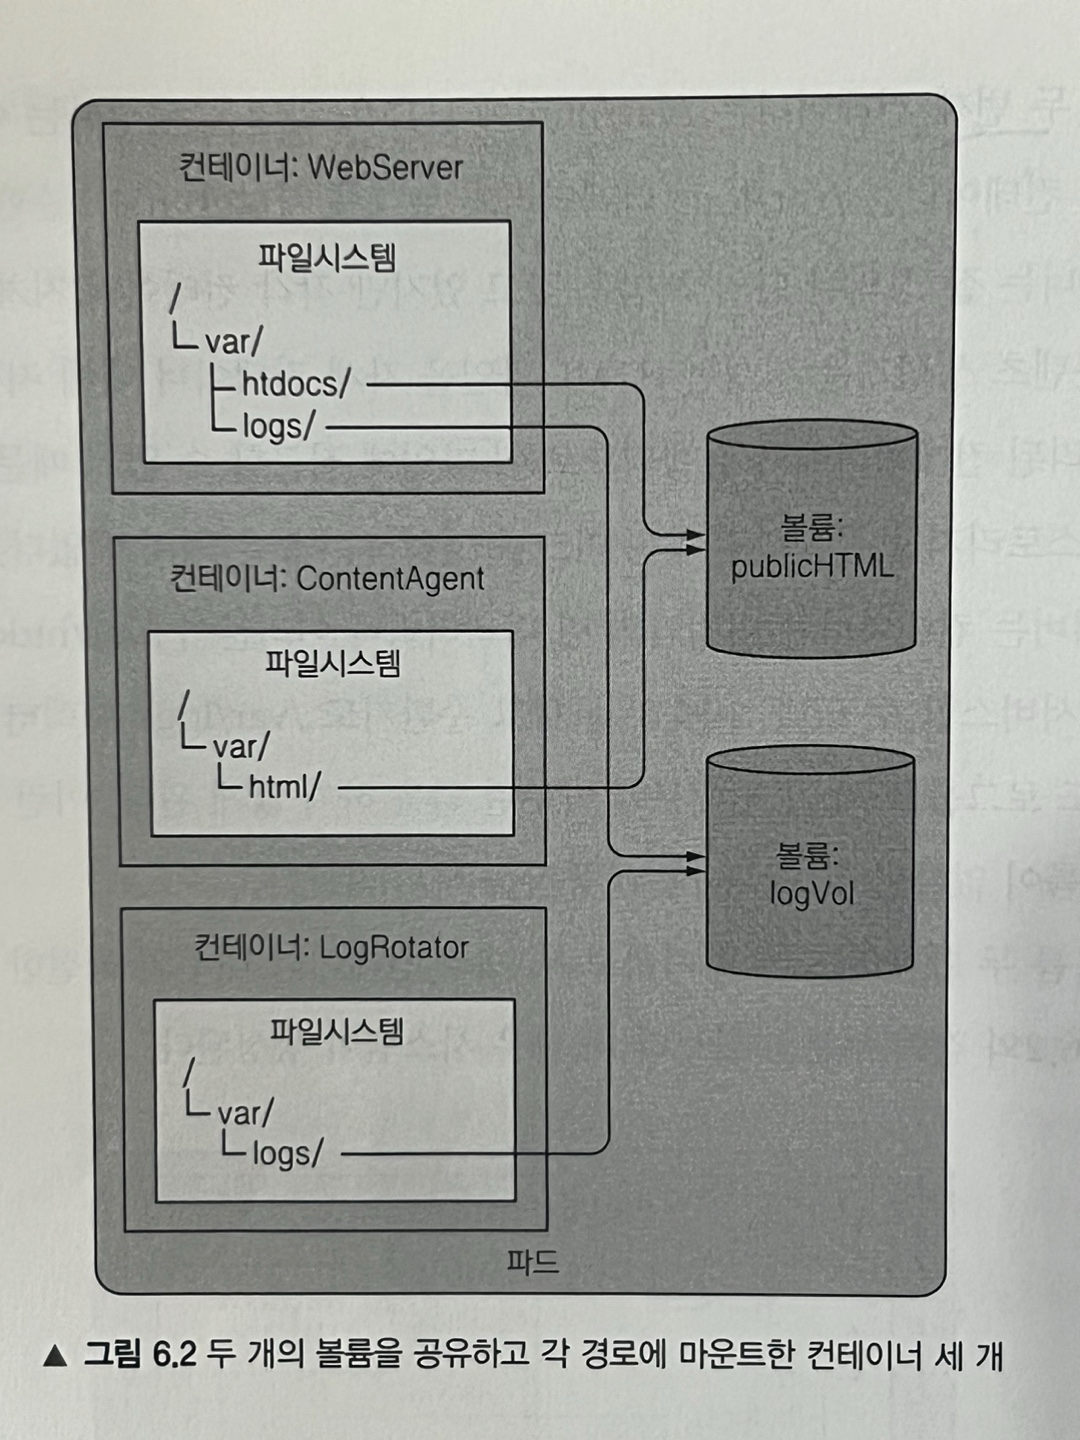 컨테이너: WebServer
파일시스템
/
var/
htdocs/
logs/
컨테이너: ContentAgent
파일시스템
/
var/
html/
컨테이너: LogRotator
파일시스템
/
var/
logs/
볼륨:
publicHTML
볼륨:
logVol
파드
▲ 그림 6.2 두 개의 볼륨을 공유하고 각 경로에 마운트한 컨테이너 세 개